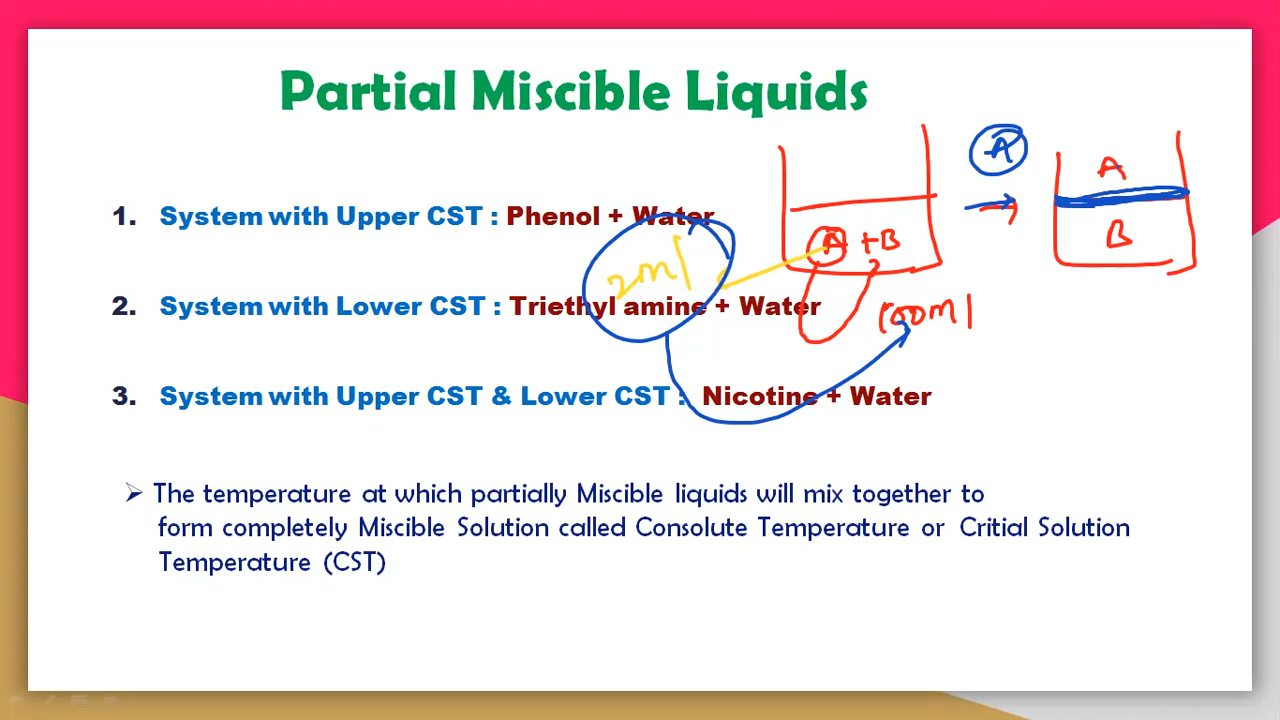 Partial Miscible Liquids
A
A
1. System with Upper CST : Phenol + Water
A + B
B
2ml
2. System with Lower CST : Triethyl amine + Water
100ml
3. System with Upper CST & Lower CST : Nicotine + Water
➢ The temperature at which partially Miscible liquids will mix together to
form completely Miscible Solution called Consolute Temperature or Critial Solution
Temperature (CST)